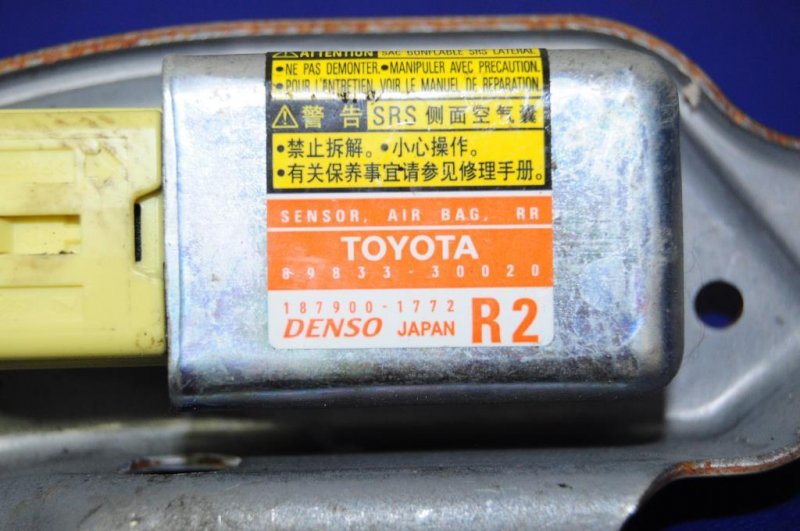 ⚠ATTENTION SAC GONFLABLE SRS LATERAL
•NE PAS DEMONTER.•MANIPULER AVEC PRECAUTION.
•POUR L'ENTRETIEN, VOIR LE MANUEL DE REPARATION.
⚠警告 SRS 侧面空气囊
•禁止拆解。•小心操作。
•有关保养事宜请参见修理手册。
SENSOR, AIR BAG, RR
TOYOTA
89833-30020
187900-1772
DENSO JAPAN R2